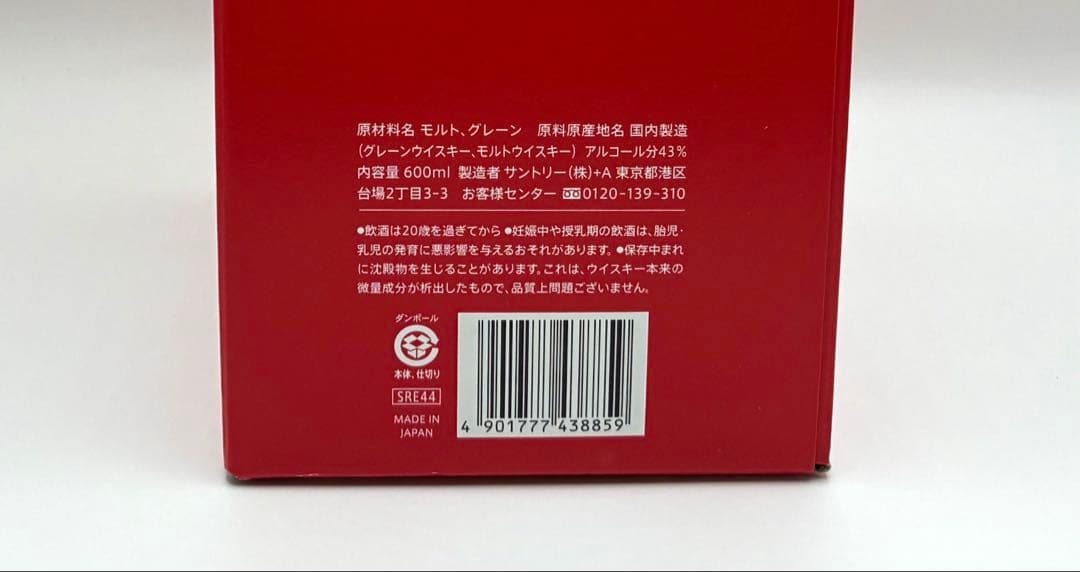 原材料名 モルト、グレーン　原料原産地名 国内製造
(グレーンウイスキー、モルトウイスキー) アルコール分43%
内容量 600ml 製造者 サントリー(株)+A 東京都港区
台場2丁目3-3　お客様センター 0120-139-310
●飲酒は20歳を過ぎてから ●妊娠中や授乳期の飲酒は、胎児・
乳児の発育に悪影響を与えるおそれがあります。 ●保存中まれ
に沈殿物を生じることがあります。これは、ウイスキー本来の
微量成分が析出したもので、品質上問題ございません。
ダンボール
本体、仕切り
SRE44
MADE IN
JAPAN
4 901777 438859